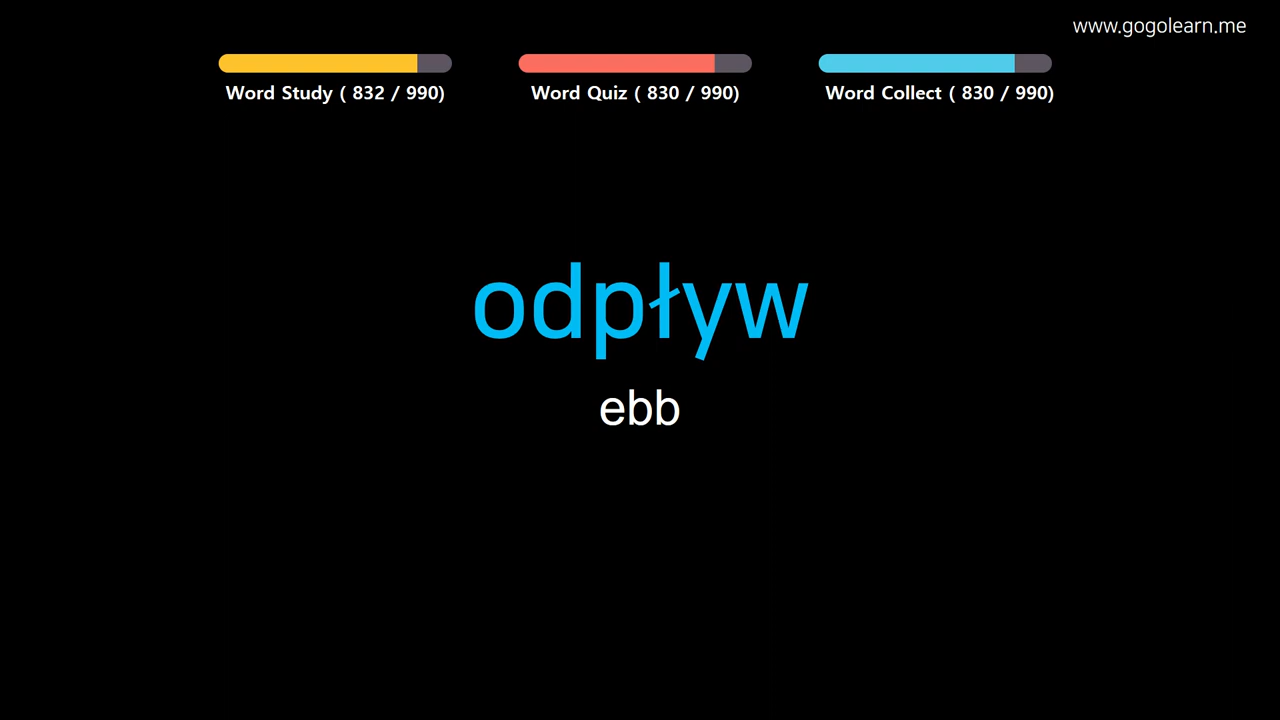 www.gogolearn.me
Word Study ( 832 / 990)
Word Quiz ( 830 / 990)
Word Collect ( 830 / 990)
odpływ
ebb